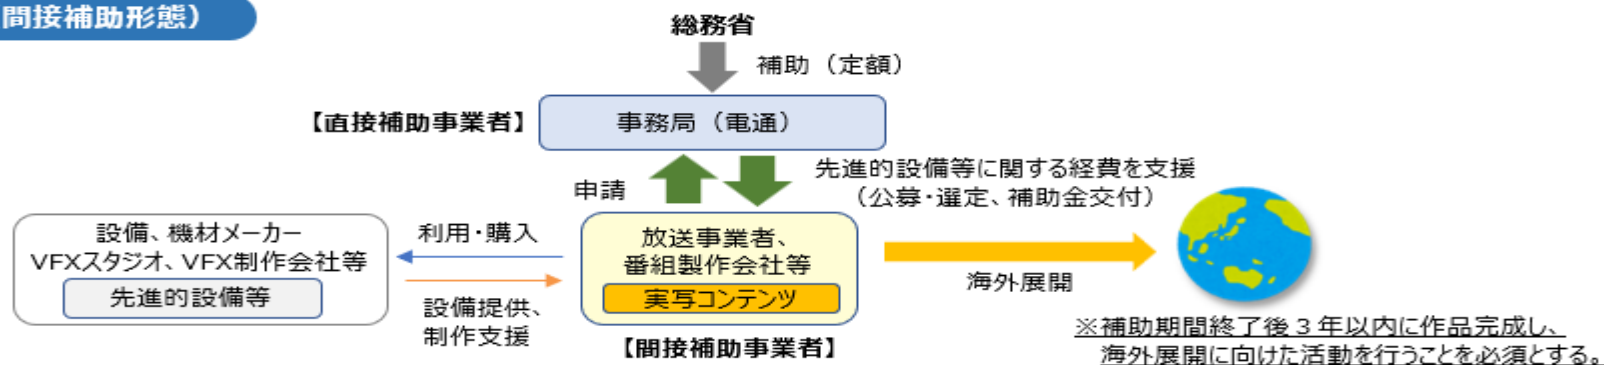 間接補助形態）
総務省
補助（定額）
【直接補助事業者】
事務局（電通）
申請
先進的設備等に関する経費を支援
（公募・選定、補助金交付）
設備、機材メーカー
VFXスタジオ、VFX制作会社等
先進的設備等
利用・購入
設備提供、
制作支援
放送事業者、
番組製作会社等
実写コンテンツ
【間接補助事業者】
海外展開
※補助期間終了後３年以内に作品完成し、
海外展開に向けた活動を行うことを必須とする。